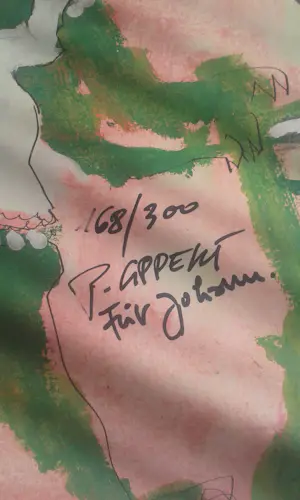 168/300
P. APPELT
Für Johann.